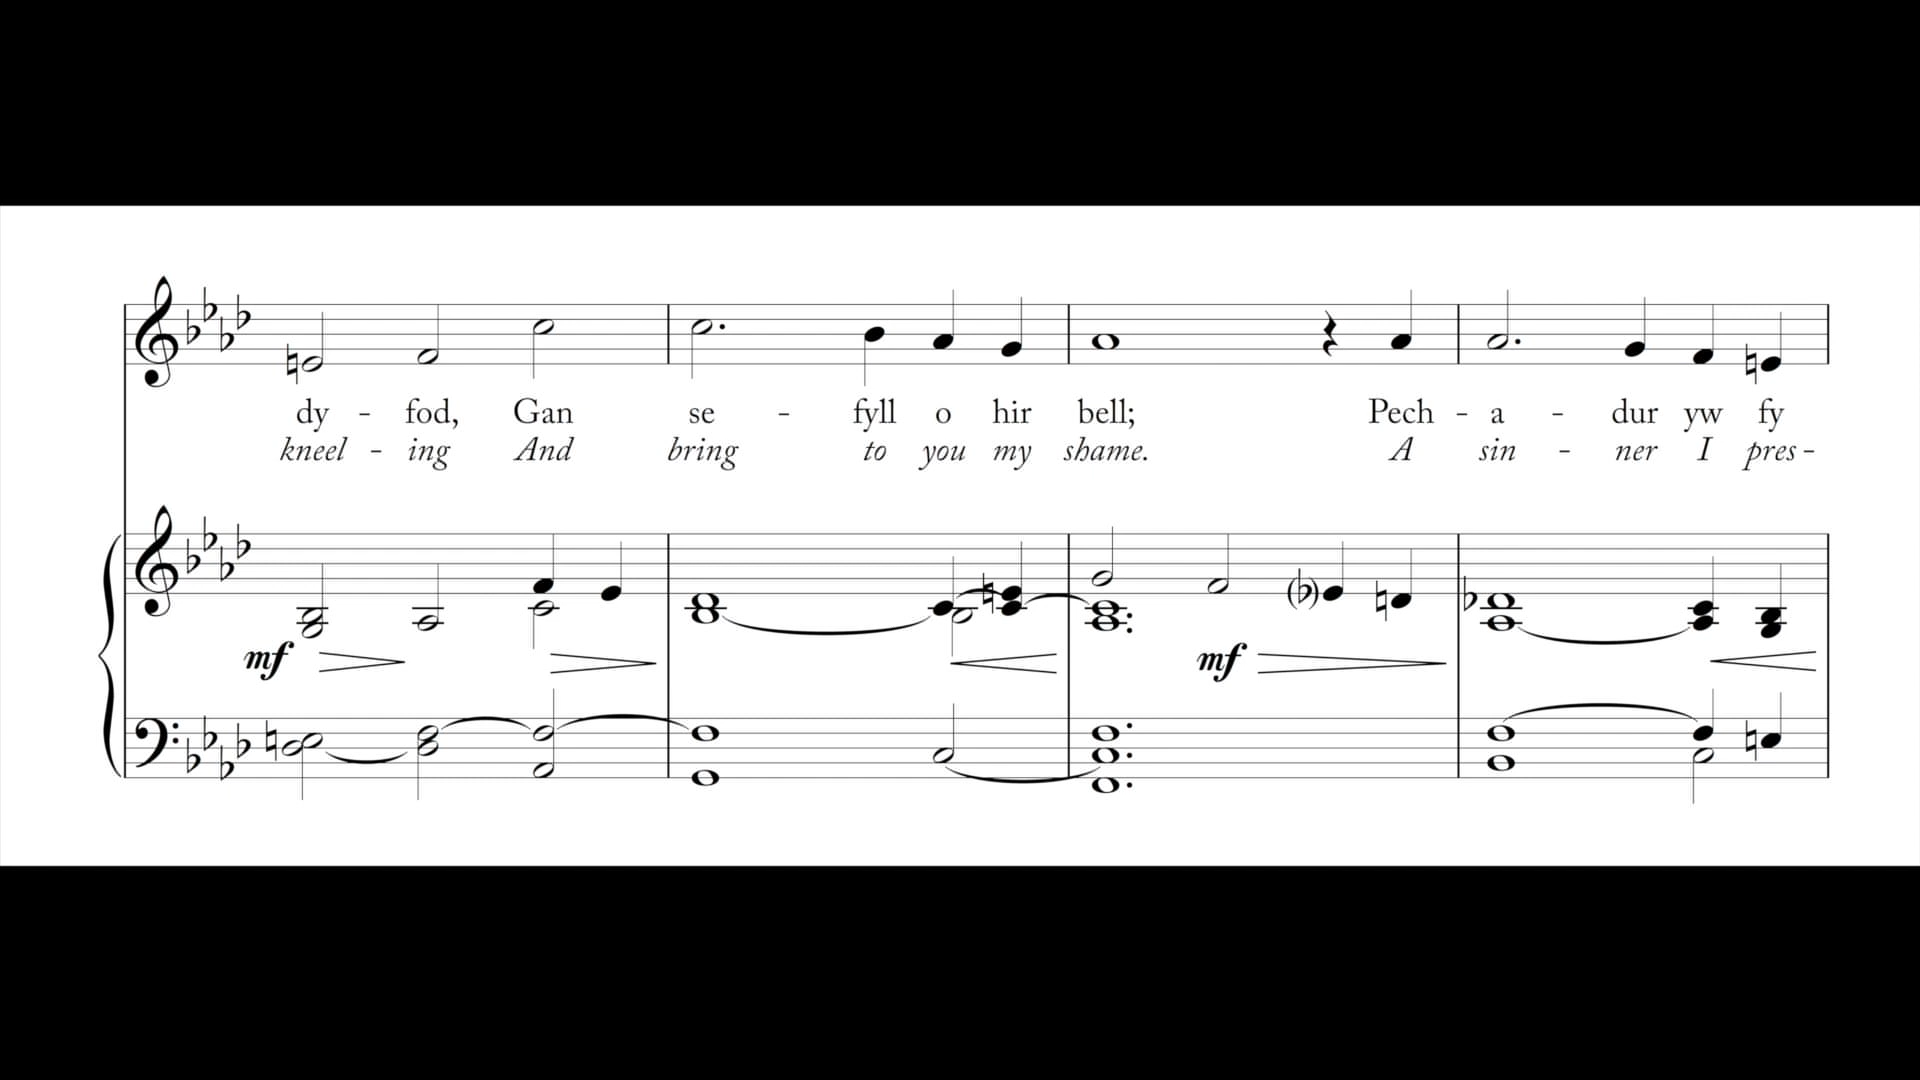 dy - fod, Gan se - fyll o hir bell; Pech - a - dur yw fy
kneel - ing And bring to you my shame. A sin - ner I pres -
mf mf